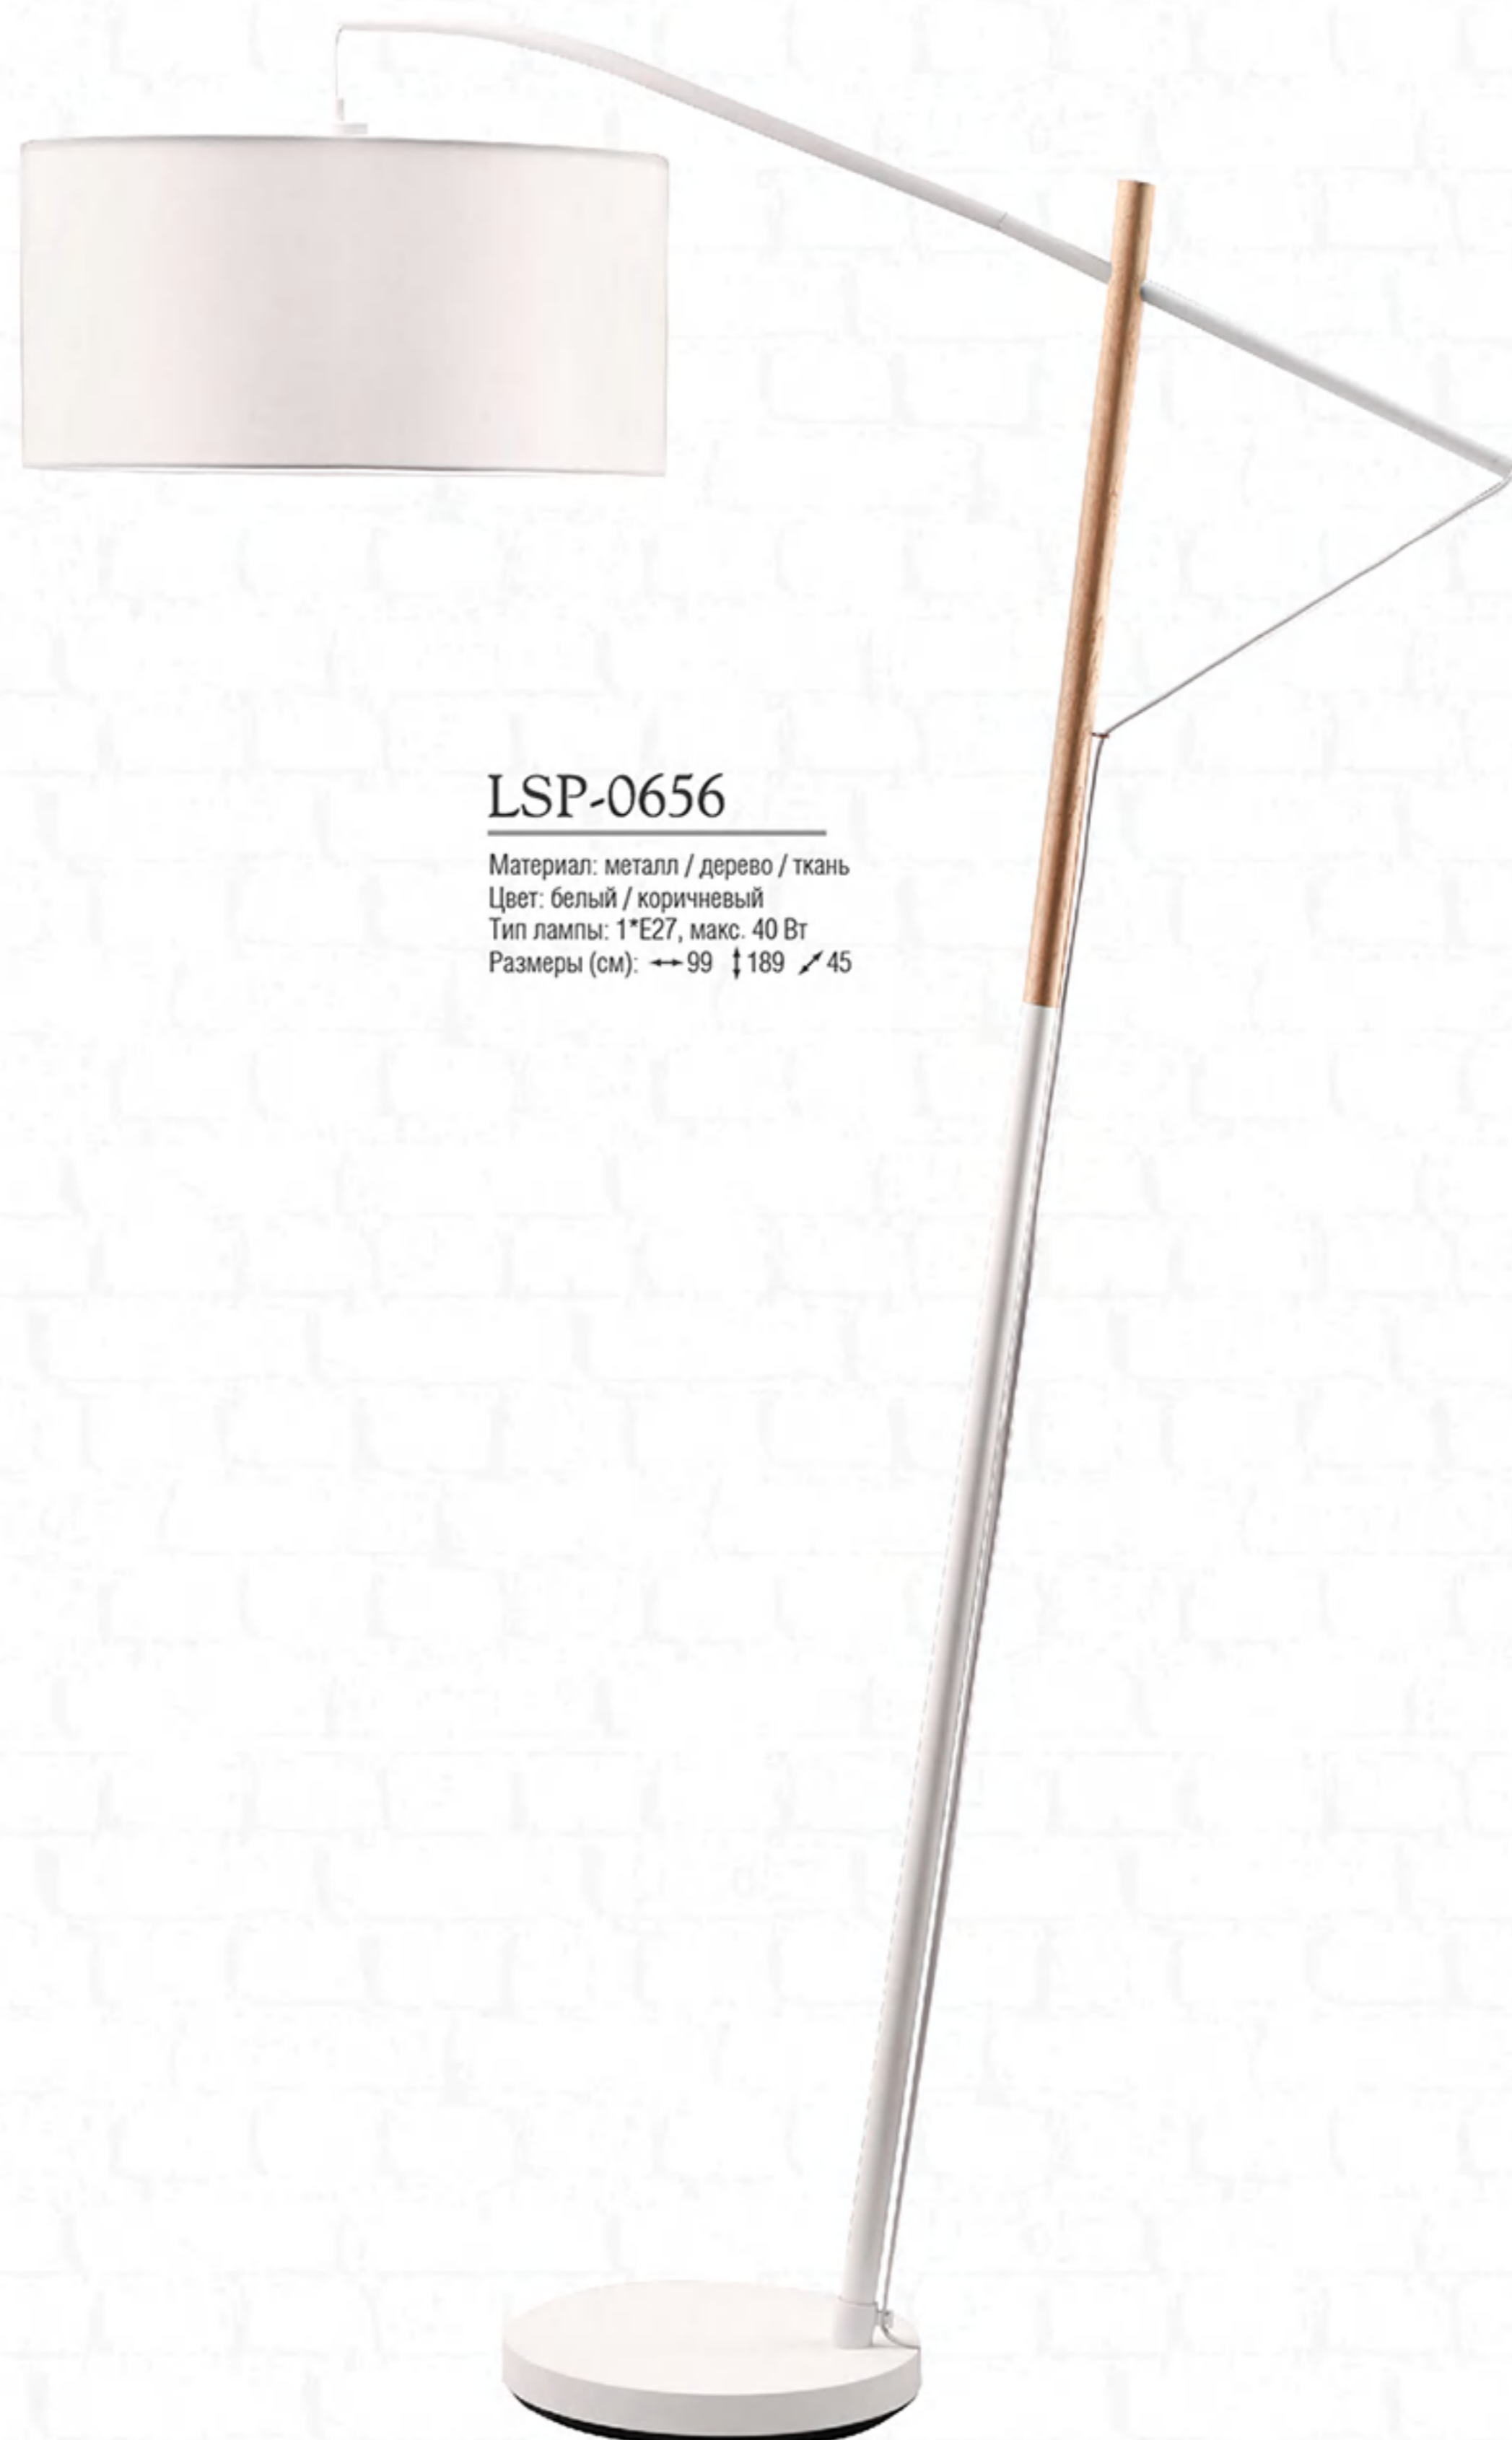 LSP-0656
Материал: металл / дерево / ткань
Цвет: белый / коричневый
Тип лампы: 1*E27, макс. 40 Вт
Размеры (см): ↔ 99 ↕ 189 ⤢ 45